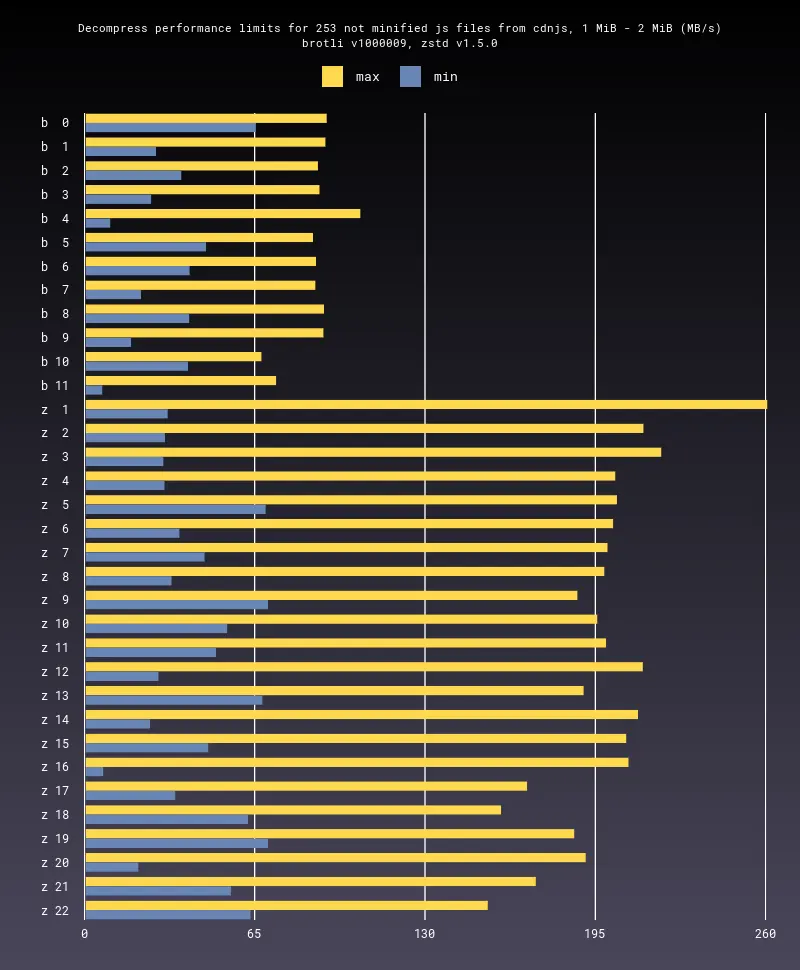 Decompress performance limits for 253 not minified js files from cdnjs, 1 MiB - 2 MiB (MB/s)
brotli v1000009, zstd v1.5.0
max min
b 0
b 1
b 2
b 3
b 4
b 5
b 6
b 7
b 8
b 9
b 10
b 11
z 1
z 2
z 3
z 4
z 5
z 6
z 7
z 8
z 9
z 10
z 11
z 12
z 13
z 14
z 15
z 16
z 17
z 18
z 19
z 20
z 21
z 22
0 65 130 195 260